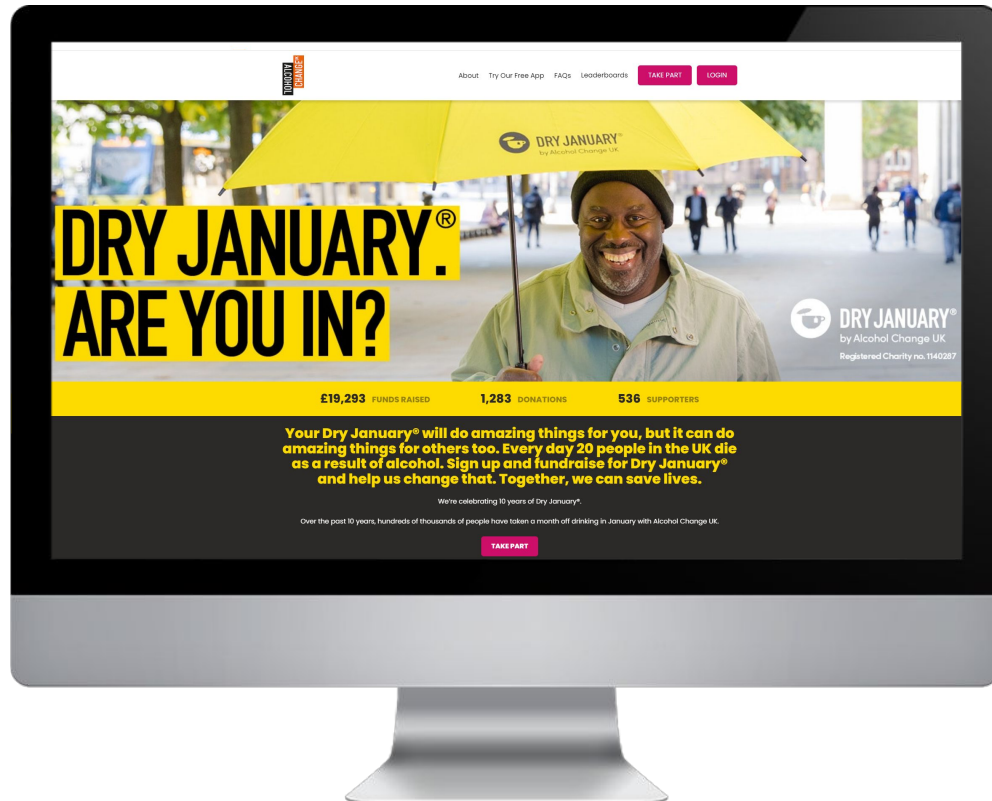 ALCOHOL
CHANGE UK
About Try Our Free App FAQs Leaderboards TAKE PART LOGIN
DRY JANUARY®
by Alcohol Change UK
DRY JANUARY®.
ARE YOU IN?
DRY JANUARY®
by Alcohol Change UK
Registered Charity no. 1140287
£19,293 FUNDS RAISED 1,283 DONATIONS 536 SUPPORTERS
Your Dry January® will do amazing things for you, but it can do
amazing things for others too. Every day 20 people in the UK die
as a result of alcohol. Sign up and fundraise for Dry January®
and help us change that. Together, we can save lives.
We're celebrating 10 years of Dry January®.
Over the past 10 years, hundreds of thousands of people have taken a month off drinking in January with Alcohol Change UK.
TAKE PART